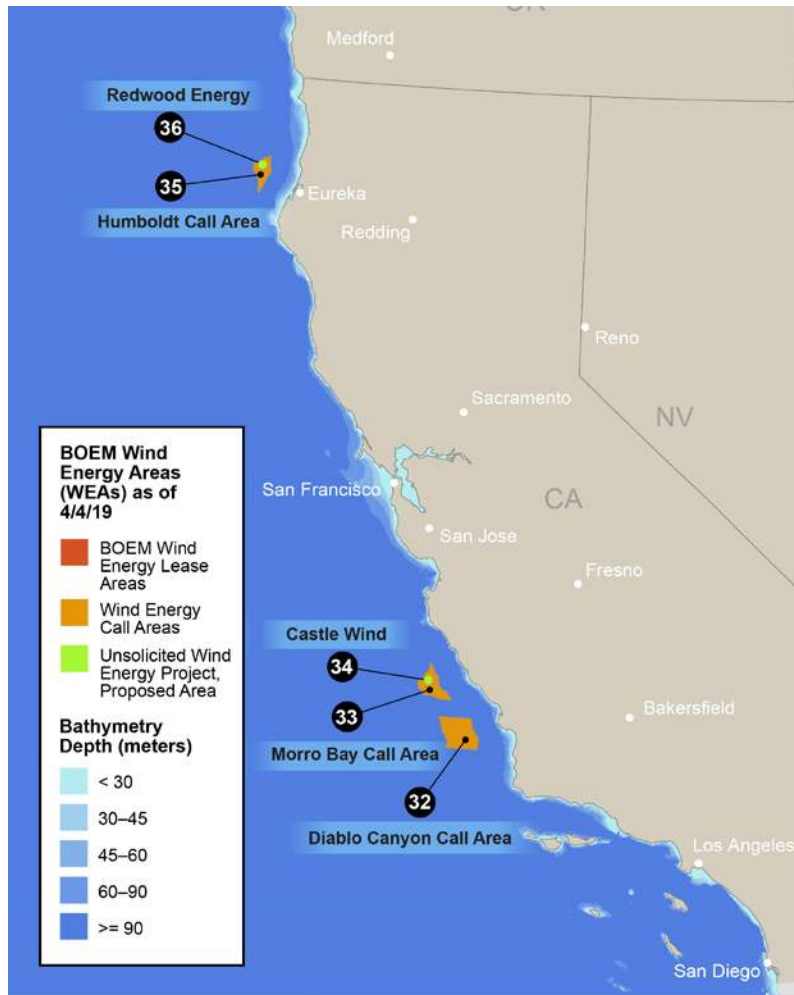 OR
Medford
Redwood Energy
36
35
Humboldt Call Area
Eureka
Redding
Reno
Sacramento
NV
San Francisco
CA
San Jose
Fresno
Castle Wind
34
33
Morro Bay Call Area
Bakersfield
32
Diablo Canyon Call Area
Los Angeles
San Diego
BOEM Wind
Energy Areas
(WEAs) as of
4/4/19
BOEM Wind
Energy Lease
Areas
Wind Energy
Call Areas
Unsolicited Wind
Energy Project,
Proposed Area
Bathymetry
Depth (meters)
< 30
30–45
45–60
60–90
>= 90